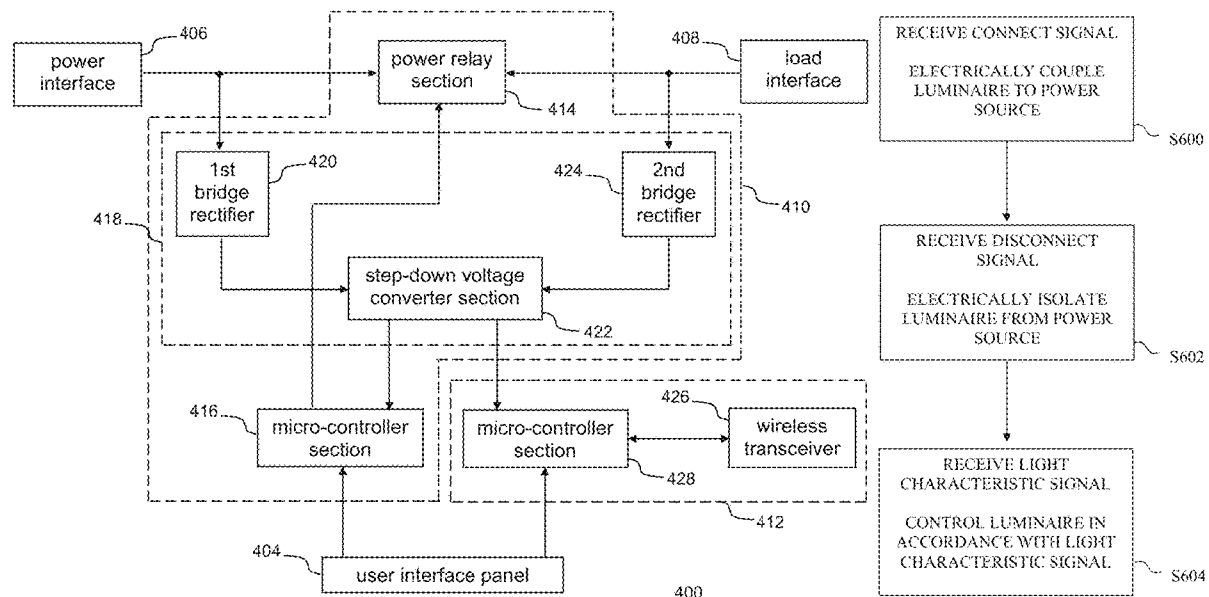 406
power
interface
power relay
section
414
408
load
interface
1st
bridge
rectifier
420
424
2nd
bridge
rectifier
418
410
step-down voltage
converter section
422
416
micro-controller
section
micro-controller
section
428
426
wireless
transceiver
412
404
user interface panel
400
RECEIVE CONNECT SIGNAL
ELECTRICALLY COUPLE
LUMINAIRE TO POWER
SOURCE
S600
RECEIVE DISCONNECT
SIGNAL
ELECTRICALLY ISOLATE
LUMINAIRE FROM POWER
SOURCE
S602
RECEIVE LIGHT
CHARACTERISTIC SIGNAL
CONTROL LUMINAIRE IN
ACCORDANCE WITH LIGHT
CHARACTERISTIC SIGNAL
S604